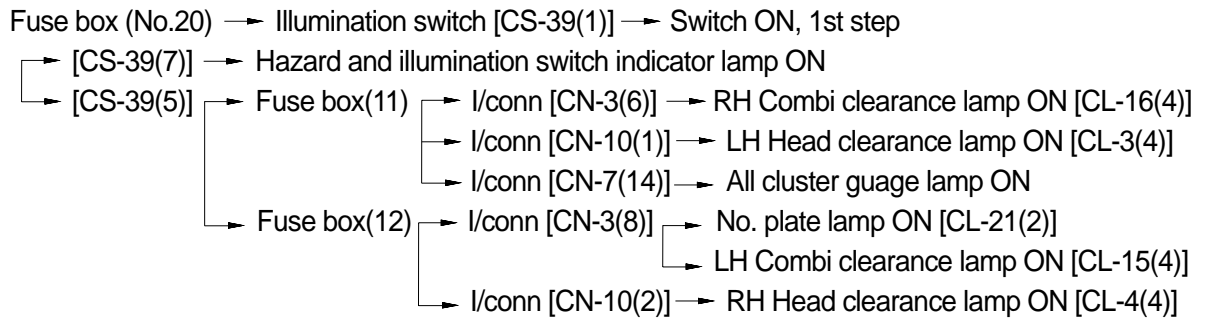 Fuse box (No.20) → Illumination switch [CS-39(1)] → Switch ON, 1st step
[CS-39(7)] → Hazard and illumination switch indicator lamp ON
[CS-39(5)] → Fuse box(11) → I/conn [CN-3(6)] → RH Combi clearance lamp ON [CL-16(4)]
I/conn [CN-10(1)] → LH Head clearance lamp ON [CL-3(4)]
I/conn [CN-7(14)] → All cluster guage lamp ON
Fuse box(12) → I/conn [CN-3(8)] → No. plate lamp ON [CL-21(2)]
LH Combi clearance lamp ON [CL-15(4)]
I/conn [CN-10(2)] → RH Head clearance lamp ON [CL-4(4)]